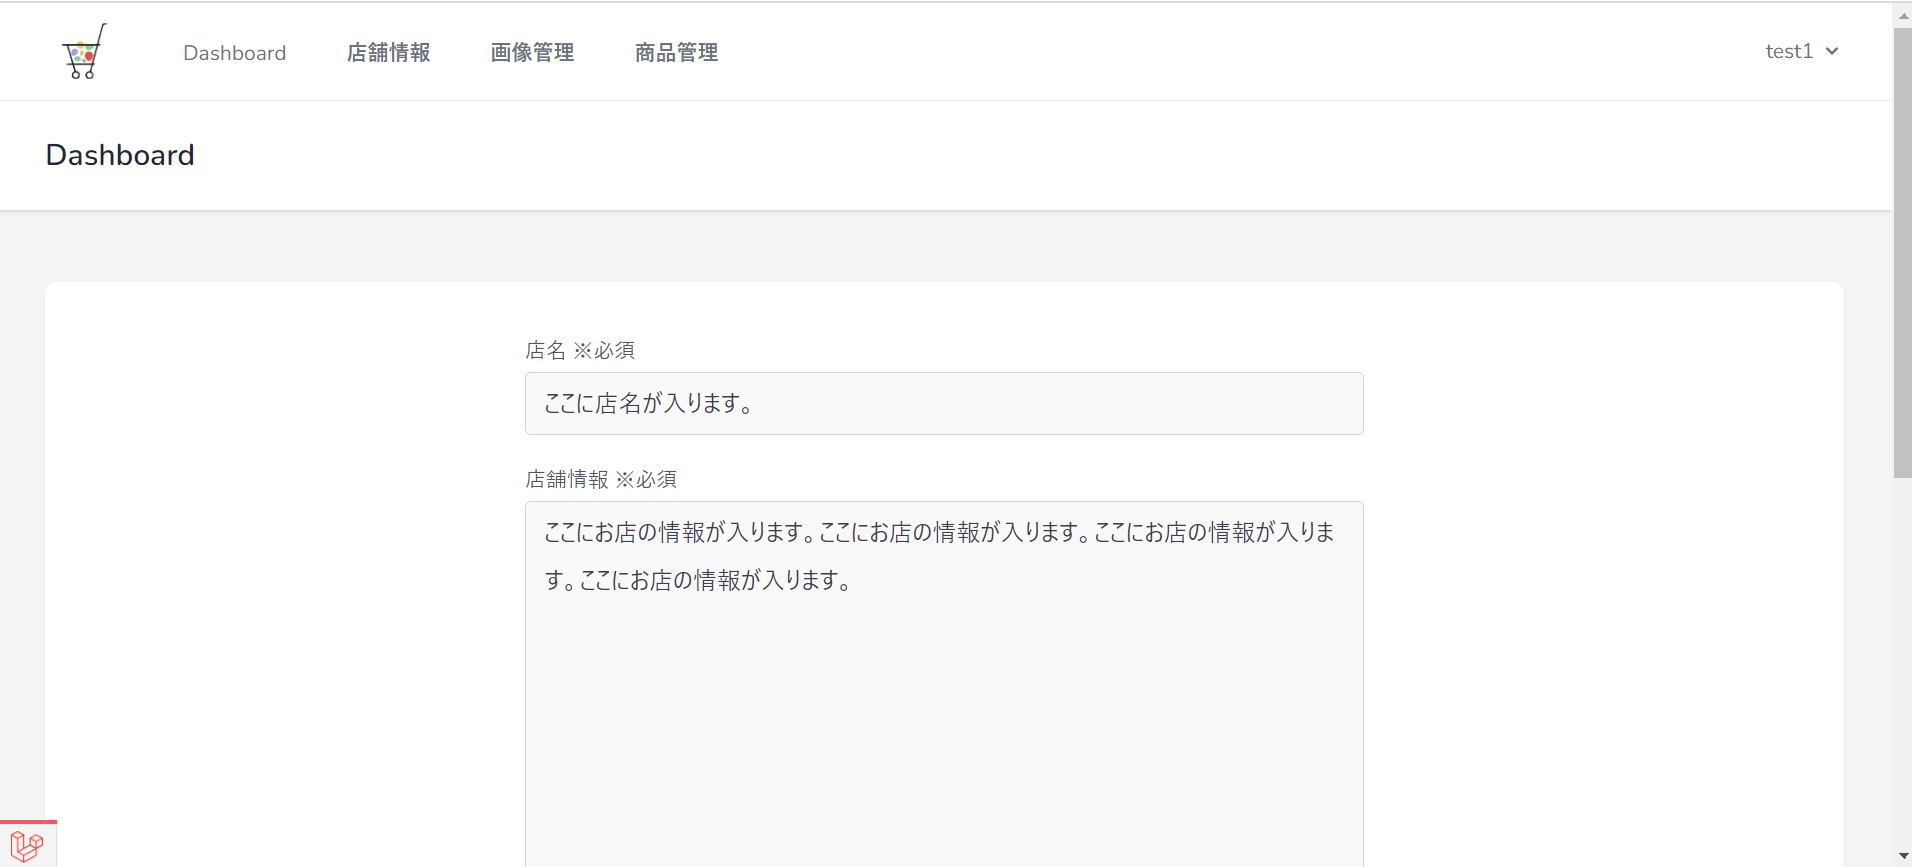 Dashboard 店舗情報 画像管理 商品管理 test1
Dashboard
店名 ※必須
ここに店名が入ります。
店舗情報 ※必須
ここにお店の情報が入ります。ここにお店の情報が入ります。ここにお店の情報が入りま
す。ここにお店の情報が入ります。